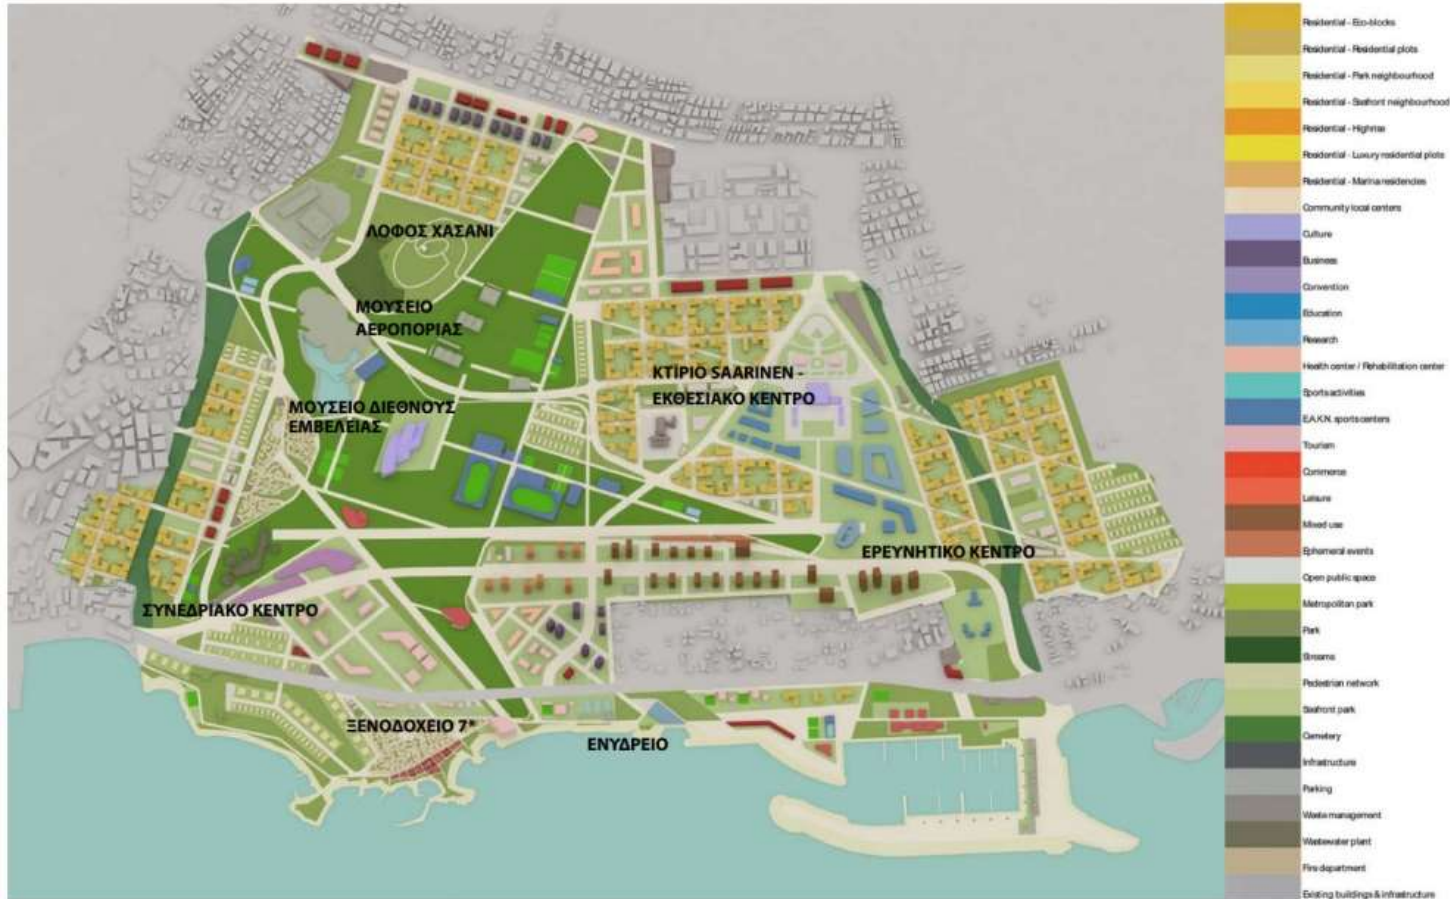 ΛΟΦΟΣ ΧΑΣΑΝΙ
ΜΟΥΣΕΙΟ
ΑΕΡΟΠΟΡΙΑΣ
ΚΤΙΡΙΟ SAARINEN -
ΕΚΘΕΣΙΑΚΟ ΚΕΝΤΡΟ
ΜΟΥΣΕΙΟ ΔΙΕΘΝΟΥΣ
ΕΜΒΕΛΕΙΑΣ
ΕΡΕΥΝΗΤΙΚΟ ΚΕΝΤΡΟ
ΣΥΝΕΔΡΙΑΚΟ ΚΕΝΤΡΟ
ΞΕΝΟΔΟΧΕΙΟ 7*
ΕΝΥΔΡΕΙΟ
Residential - Eco-blocks
Residential - Residential plots
Residential - Park neighbourhood
Residential - Seafront neighbourhood
Residential - Highrise
Residential - Luxury residential plots
Residential - Marina residencies
Community local centers
Culture
Business
Convention
Education
Research
Health center / Rehabilitation center
Sports activities
E.A.K.N. sports centers
Tourism
Commerce
Leisure
Mixed use
Ephemeral events
Open public space
Metropolitan park
Park
Streams
Pedestrian network
Seafront park
Cemetery
Infrastructure
Parking
Waste management
Wastewater plant
Fire department
Existing buildings & infrastructure